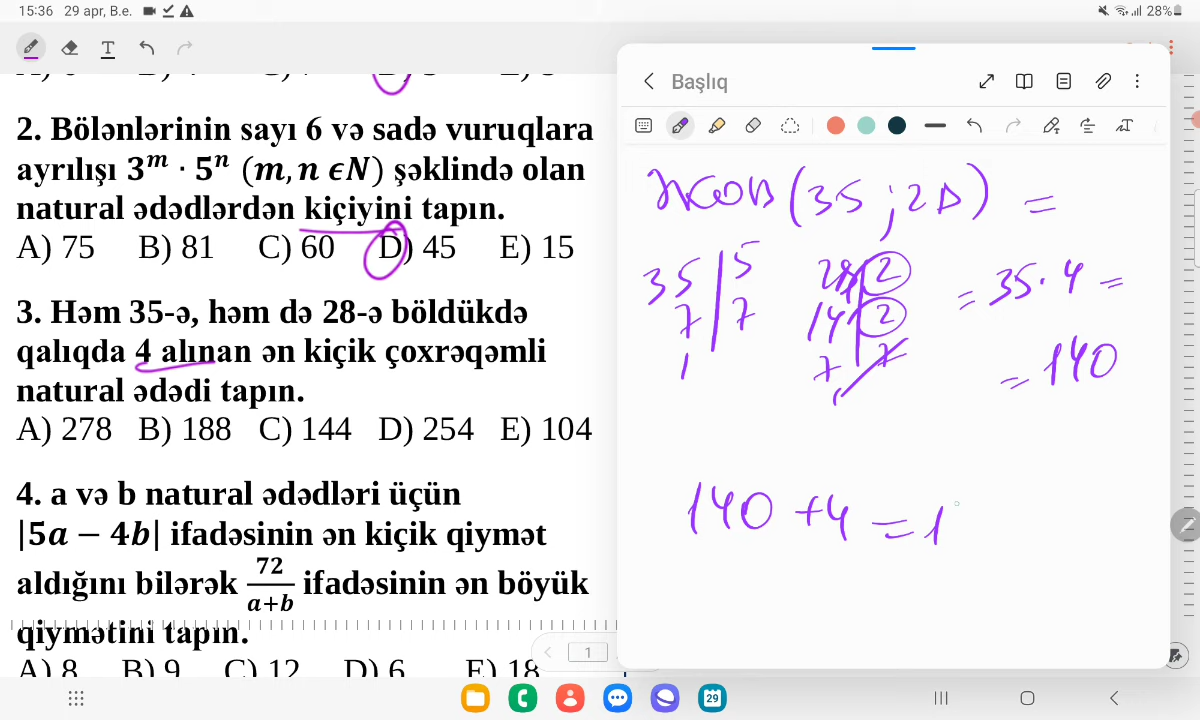 15:36 29 apr, B.e. 28%
2. Bölənlərinin sayı 6 və sadə vuruqlara
ayrılışı 3^m · 5^n (m, n ϵN) şəklində olan
natural ədədlərdən kiçiyini tapın.
A) 75 B) 81 C) 60 D) 45 E) 15
3. Həm 35-ə, həm də 28-ə böldükdə
qalıqda 4 alınan ən kiçik çoxrəqəmli
natural ədədi tapın.
A) 278 B) 188 C) 144 D) 254 E) 104
4. a və b natural ədədləri üçün
|5a − 4b| ifadəsinin ən kiçik qiymət
aldığını bilərək 72/a+b ifadəsinin ən böyük
qiymətini tapın.
A) 8 B) 9 C) 12 D) 6 E) 18
1
Başlıq
(35 ; 28) =
35 | 5 28 | 2
7 | 7 14 | 2
1 7 | 7
1
= 35 · 4 =
= 140
140 + 4 = 1
29